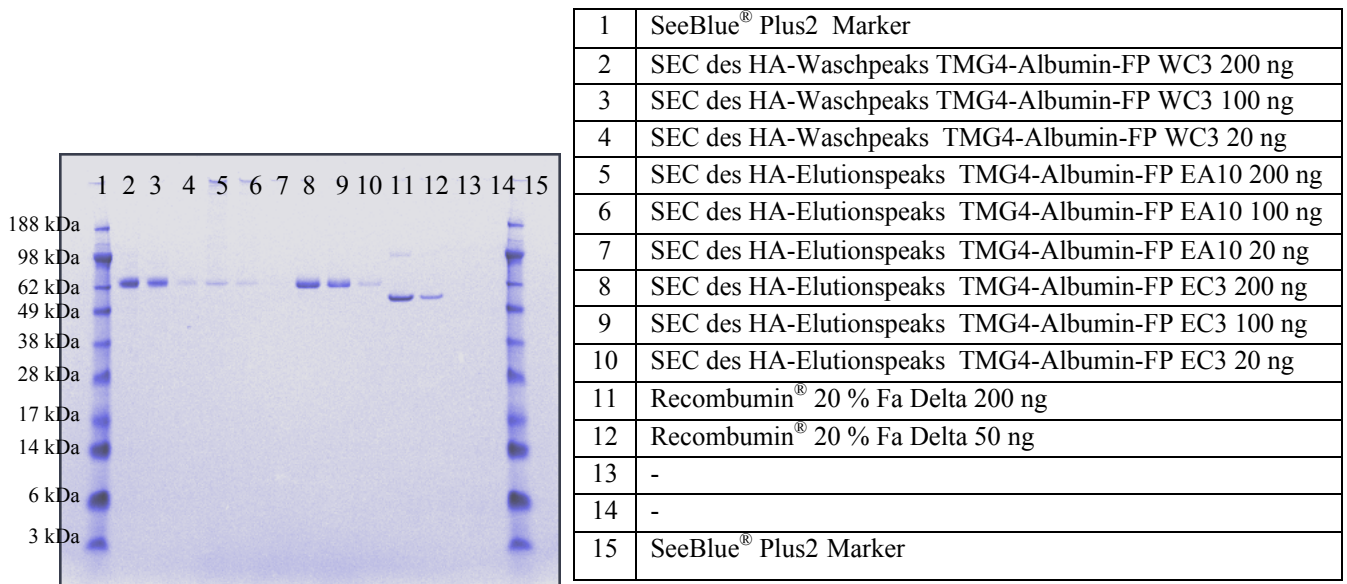 1 2 3 4 5 6 7 8 9 10 11 12 13 14 15
188 kDa
98 kDa
62 kDa
49 kDa
38 kDa
28 kDa
17 kDa
14 kDa
6 kDa
3 kDa
1 SeeBlue® Plus2 Marker
2 SEC des HA-Waschpeaks TMG4-Albumin-FP WC3 200 ng
3 SEC des HA-Waschpeaks TMG4-Albumin-FP WC3 100 ng
4 SEC des HA-Waschpeaks TMG4-Albumin-FP WC3 20 ng
5 SEC des HA-Elutionspeaks TMG4-Albumin-FP EA10 200 ng
6 SEC des HA-Elutionspeaks TMG4-Albumin-FP EA10 100 ng
7 SEC des HA-Elutionspeaks TMG4-Albumin-FP EA10 20 ng
8 SEC des HA-Elutionspeaks TMG4-Albumin-FP EC3 200 ng
9 SEC des HA-Elutionspeaks TMG4-Albumin-FP EC3 100 ng
10 SEC des HA-Elutionspeaks TMG4-Albumin-FP EC3 20 ng
11 Recombumin® 20 % Fa Delta 200 ng
12 Recombumin® 20 % Fa Delta 50 ng
13 -
14 -
15 SeeBlue® Plus2 Marker